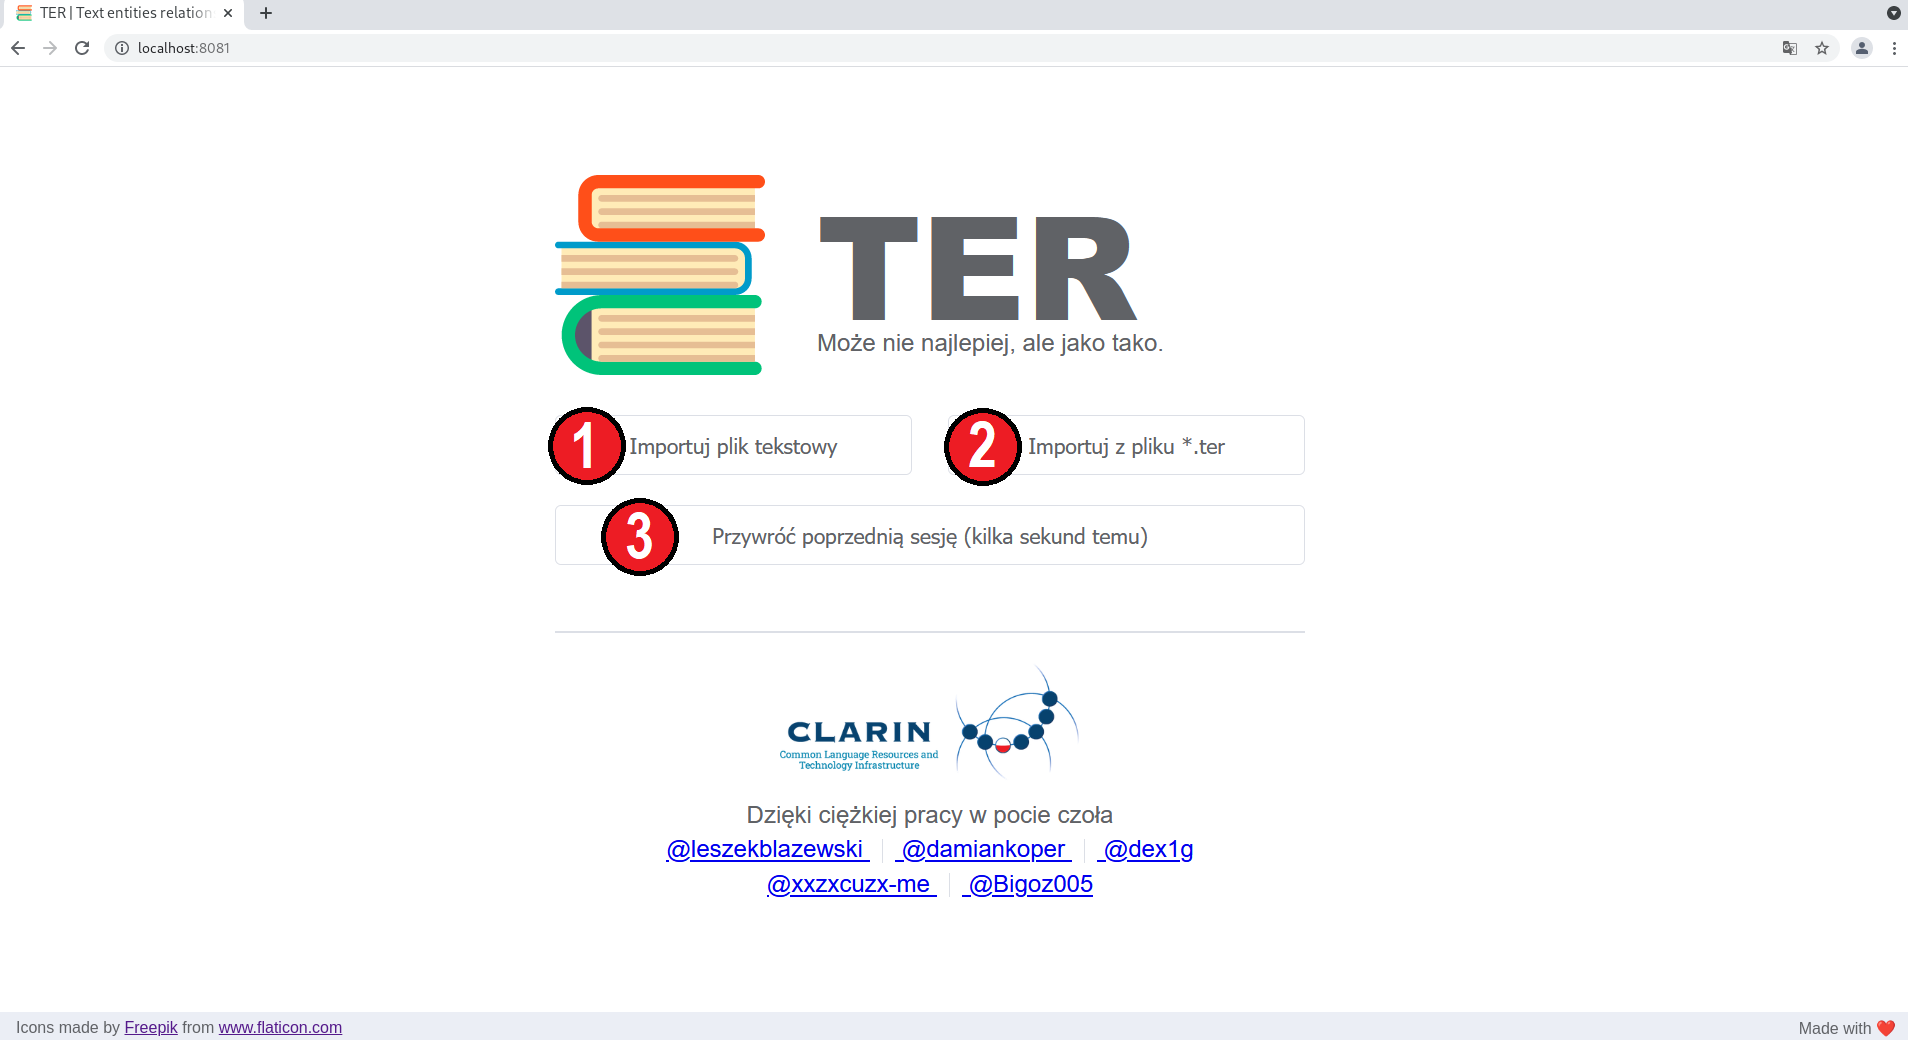 TER | Text entities relation
localhost:8081
TER
Może nie najlepiej, ale jako tako.
1 Importuj plik tekstowy
2 Importuj z pliku *.ter
3 Przywróć poprzednią sesję (kilka sekund temu)
CLARIN
Common Language Resources and
Technology Infrastructure
Dzięki ciężkiej pracy w pocie czoła
@leszekblazewski @damiankoper @dex1g
@xxzxcuzx-me @Bigoz005
Icons made by Freepik from www.flaticon.com
Made with ❤️